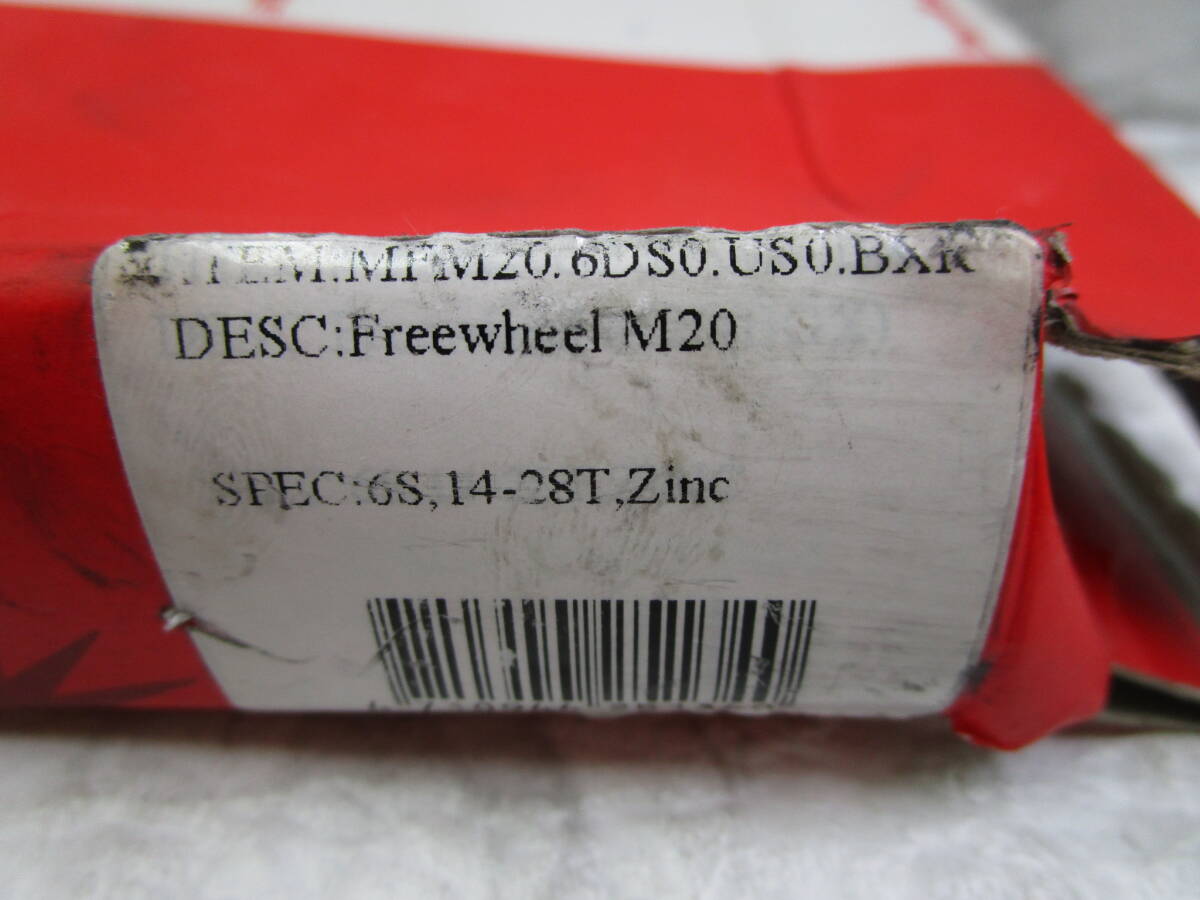 ITEM:MFM20.6DS0.US0.BXR
DESC:Freewheel M20
SPEC:6S,14-28T,Zinc